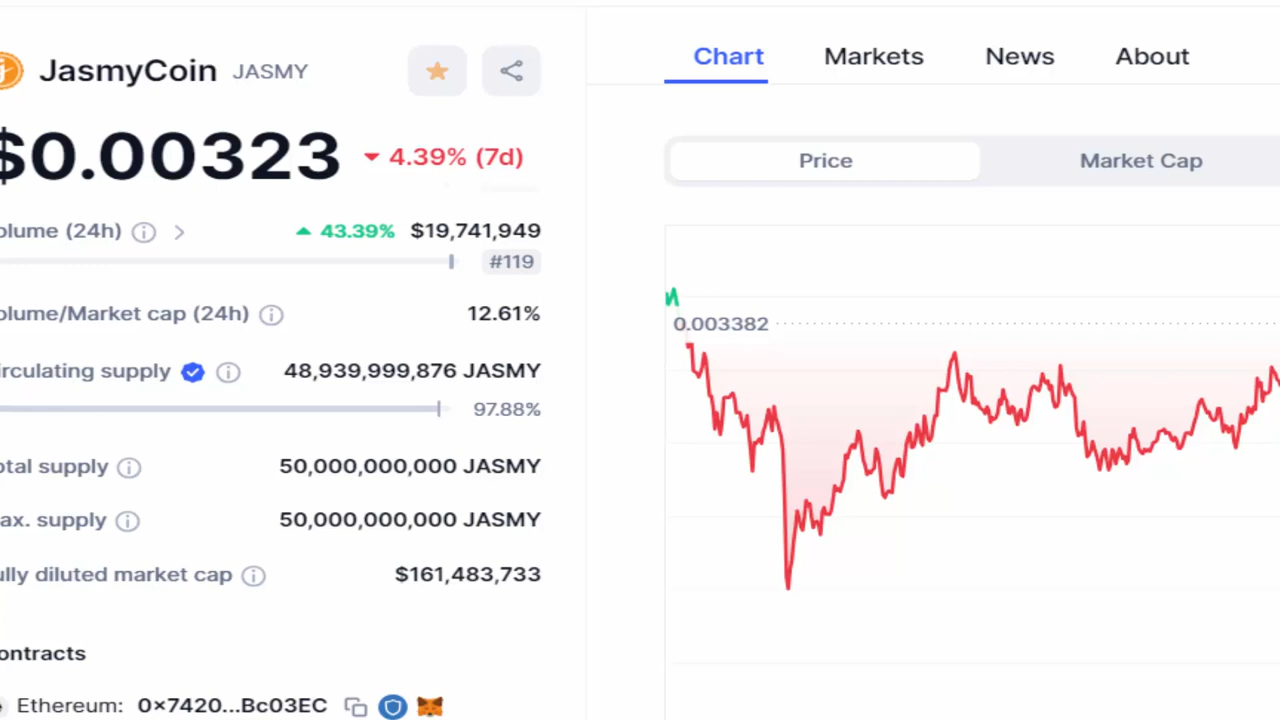 JasmyCoin JASMY
$0.00323 4.39% (7d)
olume (24h) 43.39% $19,741,949
#119
olume/Market cap (24h) 12.61%
irculating supply 48,939,999,876 JASMY
97.88%
otal supply 50,000,000,000 JASMY
ax. supply 50,000,000,000 JASMY
ully diluted market cap $161,483,733
ontracts
Ethereum: 0×7420...Bc03EC
Chart Markets News About
Price Market Cap
0.003382